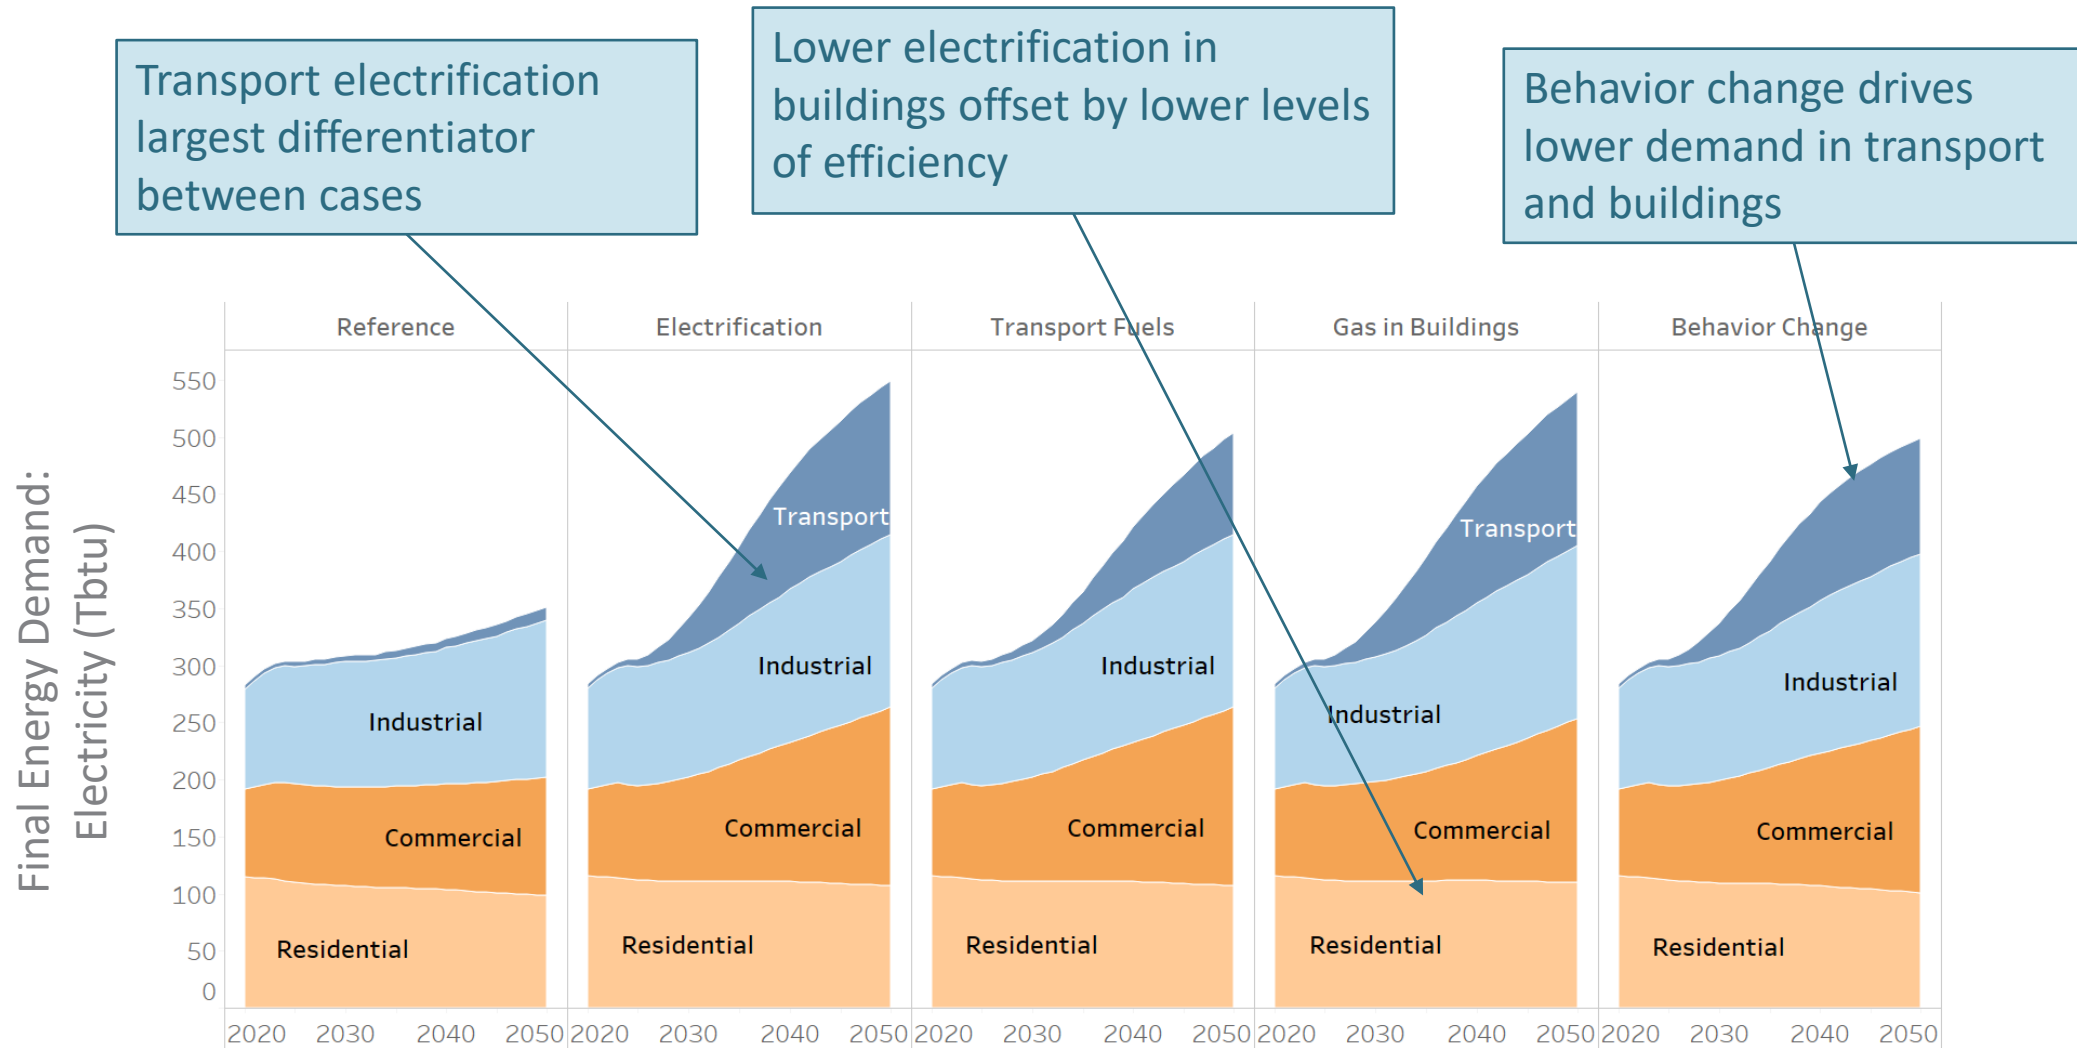 Transport electrification
largest differentiator
between cases
Lower electrification in
buildings offset by lower levels
of efficiency
Behavior change drives
lower demand in transport
and buildings
Final Energy Demand:
Electricity (Tbtu)
Reference
Electrification
Transport Fuels
Gas in Buildings
Behavior Change
550
500
450
400
350
300
250
200
150
100
50
0
Industrial
Commercial
Residential
Transport
Industrial
Commercial
Residential
Industrial
Commercial
Residential
Transport
Industrial
Commercial
Residential
Industrial
Commercial
Residential
2020 2030 2040 2050
2020 2030 2040 2050
2020 2030 2040 2050
2020 2030 2040 2050
2020 2030 2040 2050